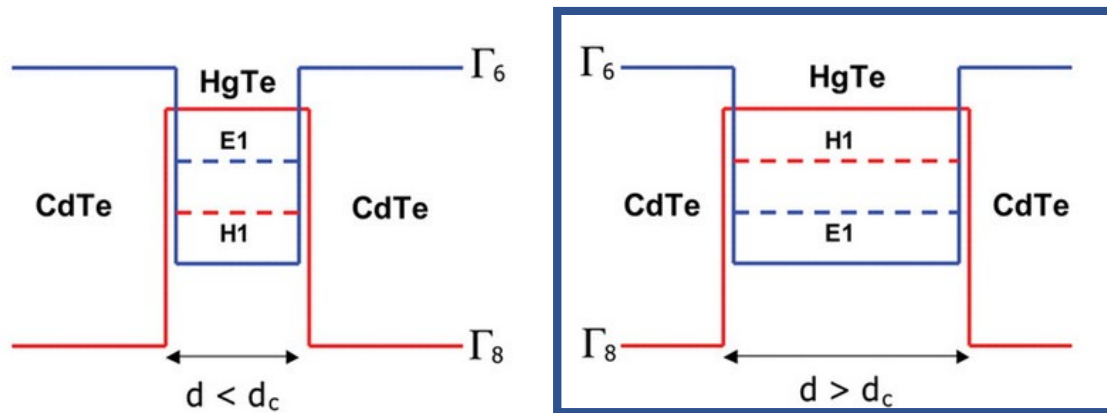 Γ6
HgTe
E1
CdTe
CdTe
H1
Γ8
d < dc
Γ6
HgTe
H1
CdTe
CdTe
E1
Γ8
d > dc